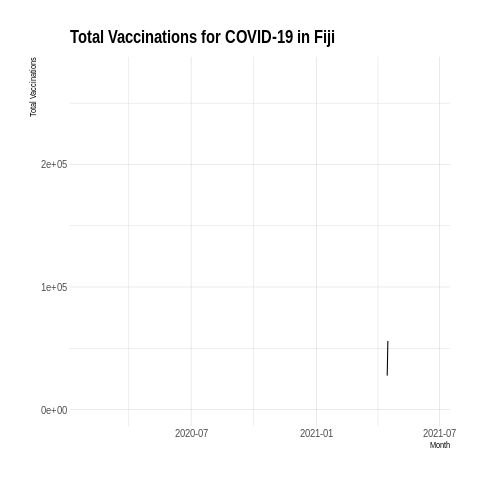 Total Vaccinations for COVID-19 in Fiji
Total Vaccinations
2e+05
1e+05
0e+00
2020-07
2021-01
2021-07
Month